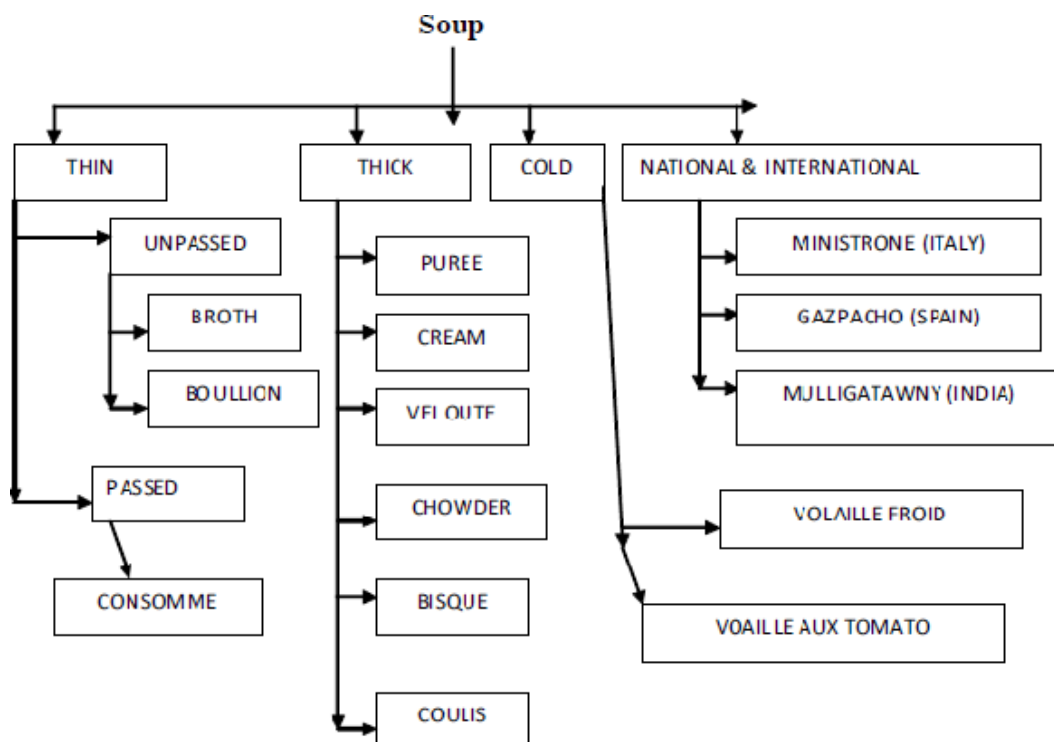 Soup
THIN
THICK
COLD
NATIONAL & INTERNATIONAL
UNPASSED
BROTH
BOULLION
PASSED
CONSOMME
PUREE
CREAM
VELOUTE
CHOWDER
BISQUE
COULIS
MINISTRONE (ITALY)
GAZPACHO (SPAIN)
MULLIGATAWNY (INDIA)
VOLAILLE FROID
VOAILLE AUX TOMATO